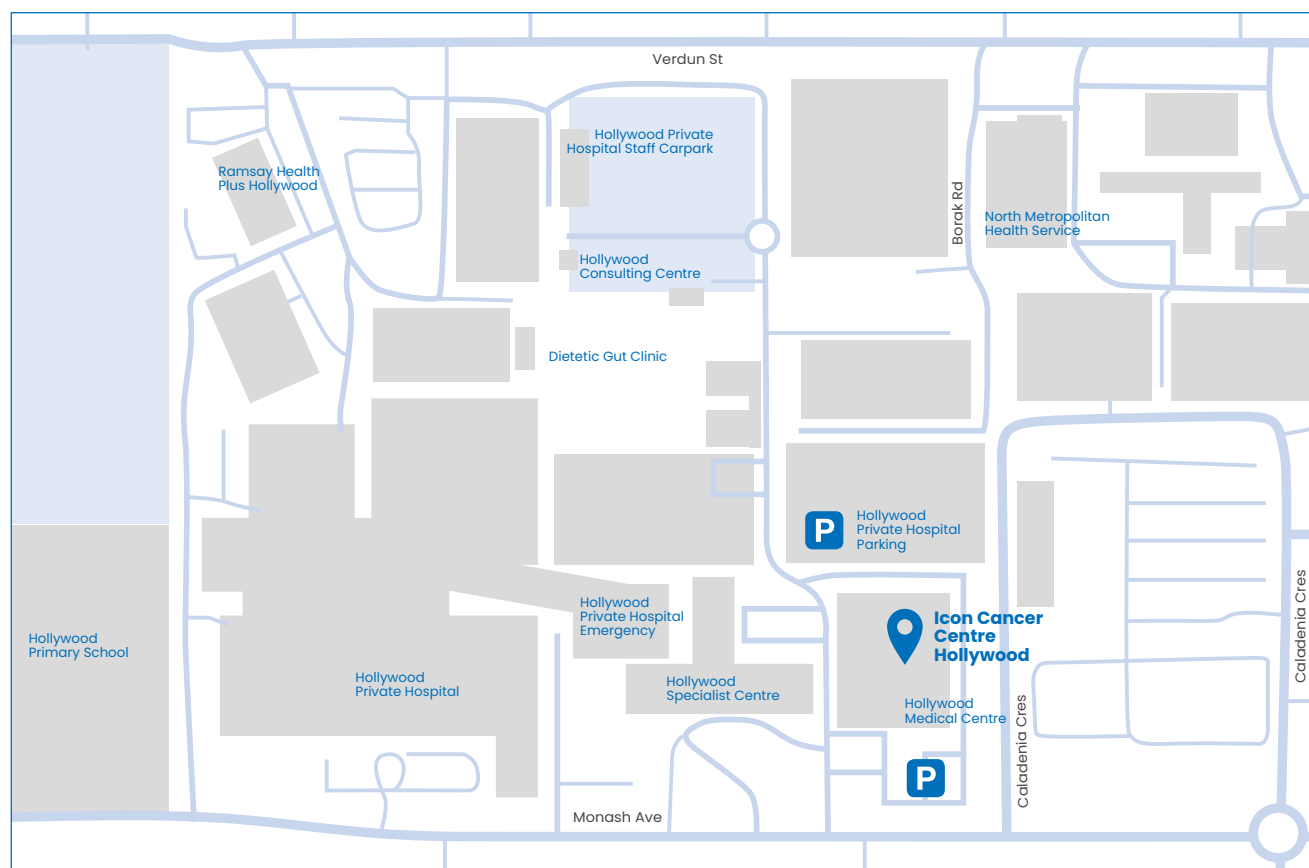 Verdun St
Hollywood Private
Hospital Staff Carpark
Ramsay Health
Plus Hollywood
Borak Rd
North Metropolitan
Health Service
Hollywood
Consulting Centre
Dietetic Gut Clinic
P
Hollywood
Private Hospital
Parking
Hollywood
Private Hospital
Emergency
Icon Cancer
Centre
Hollywood
Caladenia Cres
Hollywood
Primary School
Hollywood
Private Hospital
Hollywood
Specialist Centre
Hollywood
Medical Centre
Caladenia Cres
P
Monash Ave